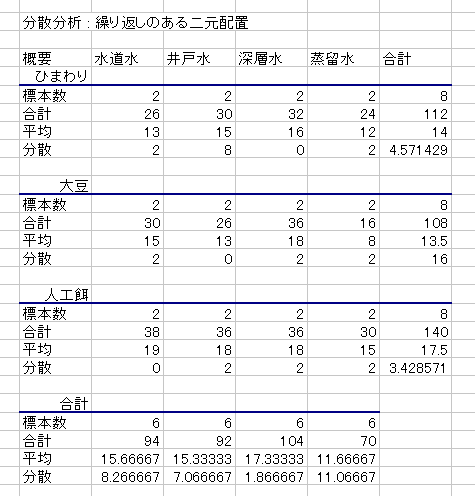 分散分析：繰り返しのある二元配置
概要 水道水 井戸水 深層水 蒸留水 合計
ひまわり
標本数 2 2 2 2 8
合計 26 30 32 24 112
平均 13 15 16 12 14
分散 2 8 0 2 4.571429
大豆
標本数 2 2 2 2 8
合計 30 26 36 16 108
平均 15 13 18 8 13.5
分散 2 0 2 2 16
人工餌
標本数 2 2 2 2 8
合計 38 36 36 30 140
平均 19 18 18 15 17.5
分散 0 2 2 2 3.428571
合計
標本数 6 6 6 6
合計 94 92 104 70
平均 15.66667 15.33333 17.33333 11.66667
分散 8.266667 7.066667 1.866667 11.06667